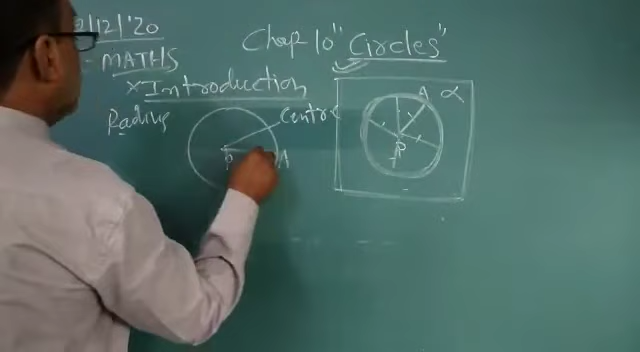 2/12/'20
Chap 10 "Circles"
- MATHS
× Introduction
Radius
Centre
P
A
A
α
P